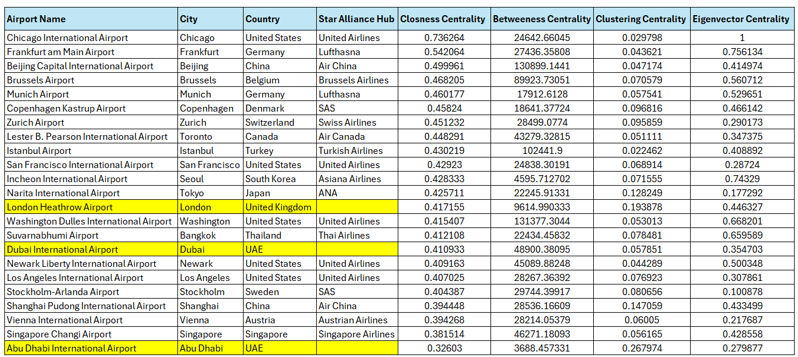 Airport Name City Country Star Alliance Hub Closness Centrality Betweeness Centrality Clustering Centrality Eigenvector Centrality
Chicago International Airport Chicago United States United Airlines 0.736264 24642.66045 0.029798 1
Frankfurt am Main Airport Frankfurt Germany Lufthasna 0.542064 27436.35808 0.043621 0.756134
Beijing Capital International Airport Beijing China Air China 0.499961 130899.1441 0.047174 0.414974
Brussels Airport Brussels Belgium Brussels Airlines 0.468205 89923.73051 0.070579 0.560712
Munich Airport Munich Germany Lufthasna 0.460177 17912.6128 0.057541 0.529651
Copenhagen Kastrup Airport Copenhagen Denmark SAS 0.45824 18641.37724 0.096816 0.466142
Zurich Airport Zurich Switzerland Swiss Airlines 0.451232 28499.0774 0.095859 0.290173
Lester B. Pearson International Airport Toronto Canada Air Canada 0.448291 43279.32815 0.051111 0.347375
Istanbul Airport Istanbul Turkey Turkish Airlines 0.430219 102441.9 0.022462 0.408892
San Francisco International Airport San Francisco United States United Airlines 0.42923 24838.30191 0.068914 0.28724
Incheon International Airport Seoul South Korea Asiana Airlines 0.428333 4595.712702 0.071555 0.74329
Narita International Airport Tokyo Japan ANA 0.425711 22245.91331 0.128249 0.177292
London Heathrow Airport London United Kingdom 0.417155 9614.990333 0.193878 0.446327
Washington Dulles International Airport Washington United States United Airlines 0.415407 131377.3044 0.053013 0.668201
Suvarnabhumi Airport Bangkok Thailand Thai Airlines 0.412108 22434.45832 0.078481 0.659589
Dubai International Airport Dubai UAE 0.410933 48900.38095 0.057851 0.354703
Newark Liberty International Airport Newark United States United Airlines 0.409163 45089.88248 0.044289 0.500348
Los Angeles International Airport Los Angeles United States United Airlines 0.407025 28267.36392 0.076923 0.307861
Stockholm-Arlanda Airport Stockholm Sweden SAS 0.404387 29744.39917 0.080656 0.100878
Shanghai Pudong International Airport Shanghai China Air China 0.394448 28536.16609 0.147059 0.433499
Vienna International Airport Vienna Austria Austrian Airlines 0.394268 28214.05379 0.06005 0.217687
Singapore Changi Airport Singapore Singapore Singapore Airlines 0.381514 46271.18093 0.056165 0.428558
Abu Dhabi International Airport Abu Dhabi UAE 0.32603 3688.457331 0.267974 0.279877